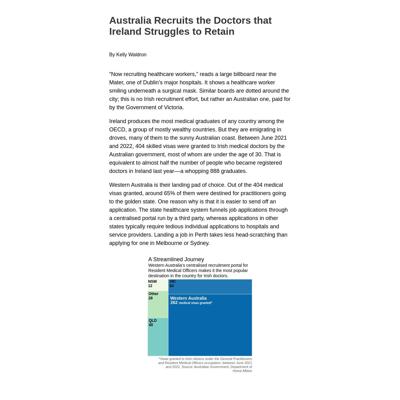 Australia Recruits the Doctors that
Ireland Struggles to Retain
By Kelly Waldron
"Now recruiting healthcare workers," reads a large billboard near the
Mater, one of Dublin's major hospitals. It shows a healthcare worker
smiling underneath a surgical mask. Similar boards are dotted around the
city; this is no Irish recruitment effort, but rather an Australian one, paid for
by the Government of Victoria.
Ireland produces the most medical graduates of any country among the
OECD, a group of mostly wealthy countries. But they are emigrating in
droves, many of them to the sunny Australian coast. Between June 2021
and 2022, 404 skilled visas were granted to Irish medical doctors by the
Australian government, most of whom are under the age of 30. That is
equivalent to almost half the number of people who became registered
doctors in Ireland last year—a whopping 888 graduates.
Western Australia is their landing pad of choice. Out of the 404 medical
visas granted, around 65% of them were destined for practitioners going
to the golden state. One reason why is that it is easier to send off an
application. The state healthcare system funnels job applications through
a centralised portal run by a third party, whereas applications in other
states typically require tedious individual applications to hospitals and
service providers. Landing a job in Perth takes less head-scratching than
applying for one in Melbourne or Sydney.
A Streamlined Journey
Western Australia's centralised recruitment portal for
Resident Medical Officers makes it the most popular
destination in the country for Irish doctors.
NSW
12
Other
28
Western Australia
262 medical visas granted*
QLD
40
*Visas granted to Irish citizens under the General Practitioners
and Resident Medical Officers occupation, between June 2021
and 2022. Source: Australian Government, Department of
Home Affairs